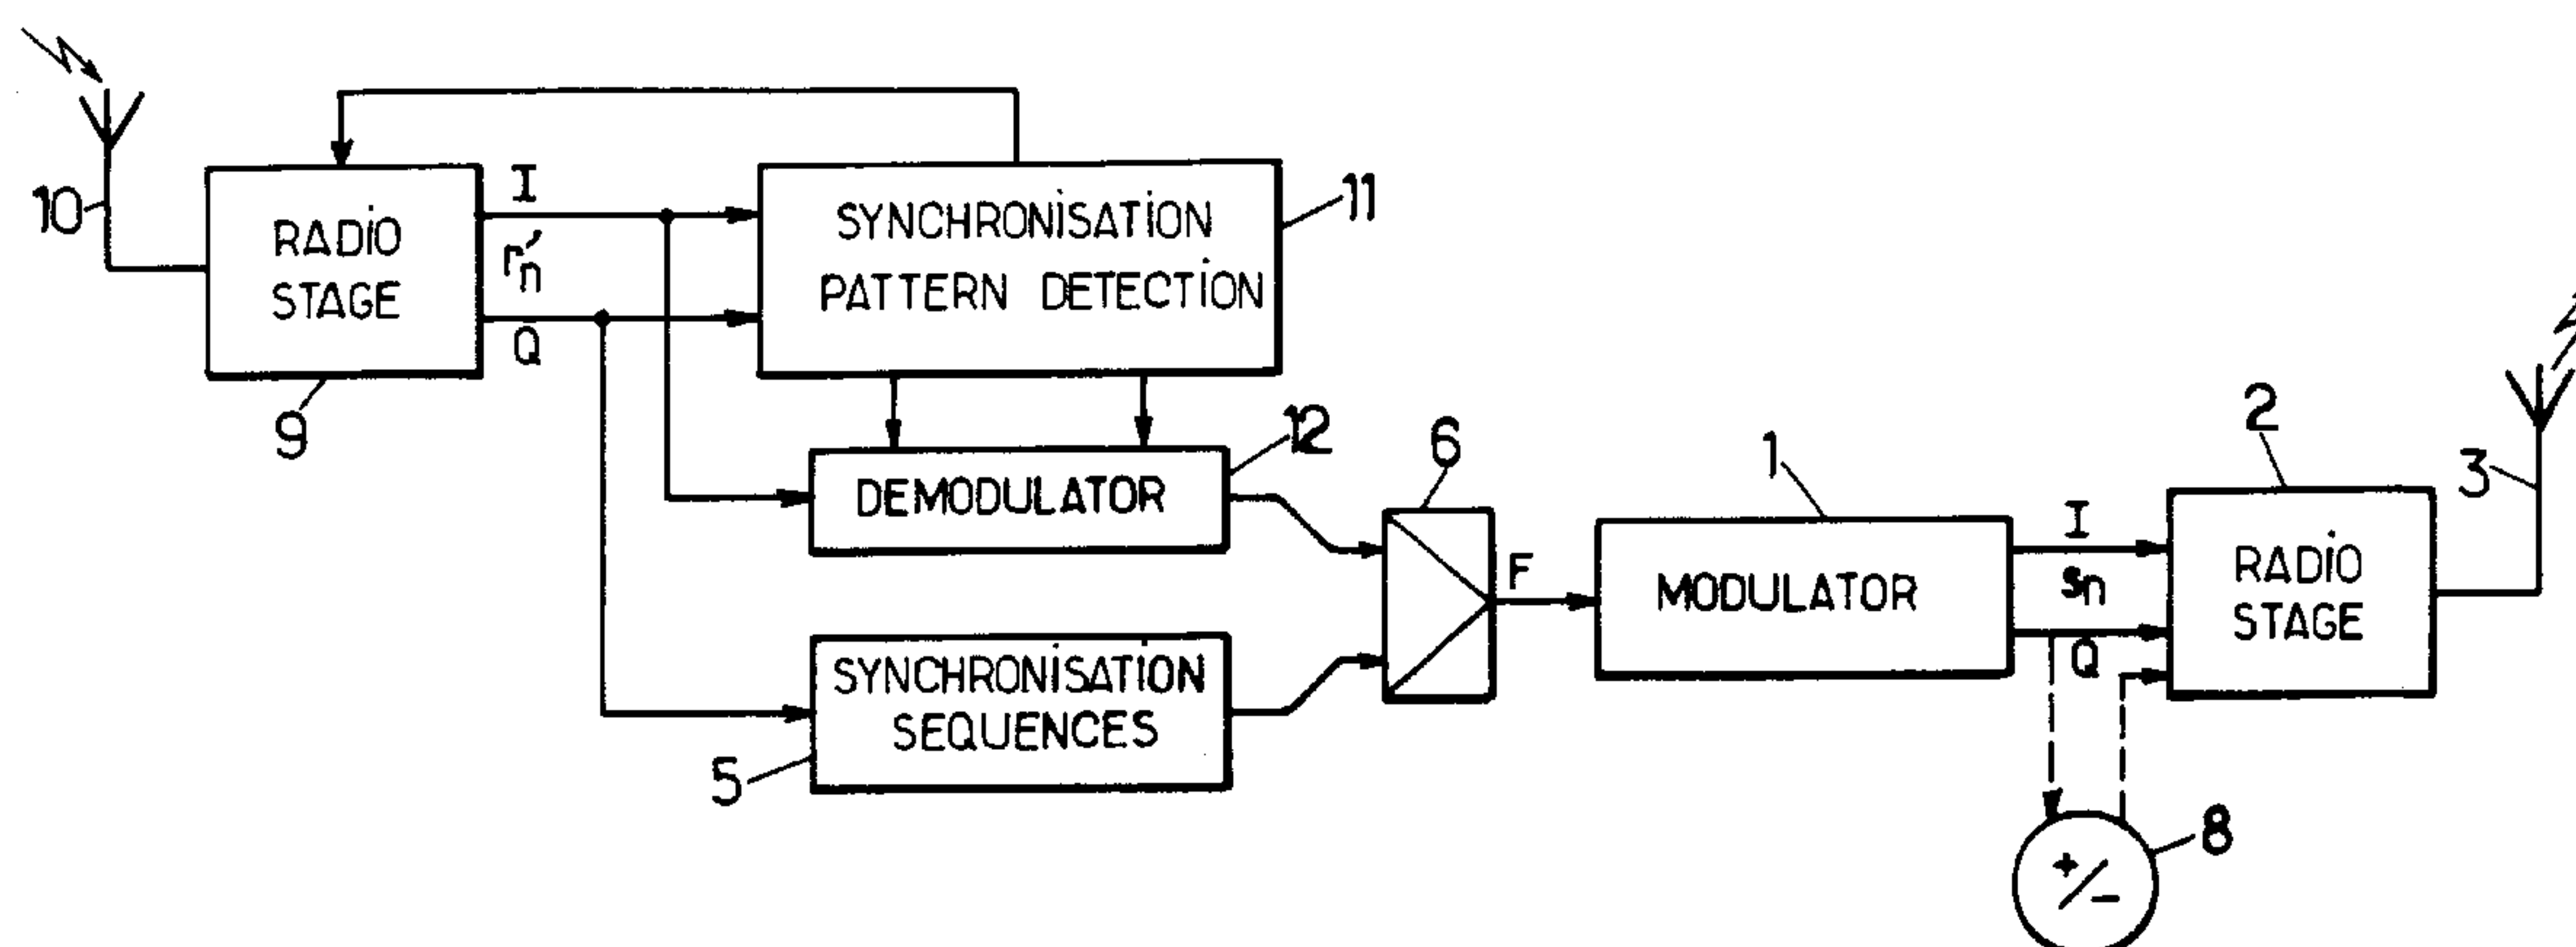 10
RADiO
STAGE
9
I
r'n
Q
SYNCHRONiSATiON
PATTERN DETECTiON
11
DEMODULATOR
12
SYNCHRONiSATiON
SEQUENCES
5
6
F
1
MODULATOR
I
Sn
Q
2
RADiO
STAGE
3
+/-
8